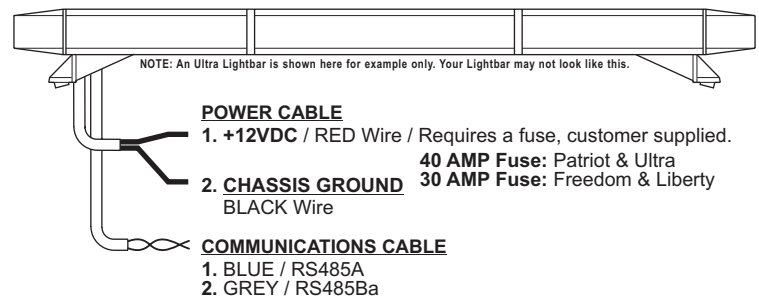 NOTE: An Ultra Lightbar is shown here for example only. Your Lightbar may not look like this.
POWER CABLE
1. +12VDC / RED Wire / Requires a fuse, customer supplied.
40 AMP Fuse: Patriot & Ultra
30 AMP Fuse: Freedom & Liberty
2. CHASSIS GROUND
BLACK Wire
COMMUNICATIONS CABLE
1. BLUE / RS485A
2. GREY / RS485Ba